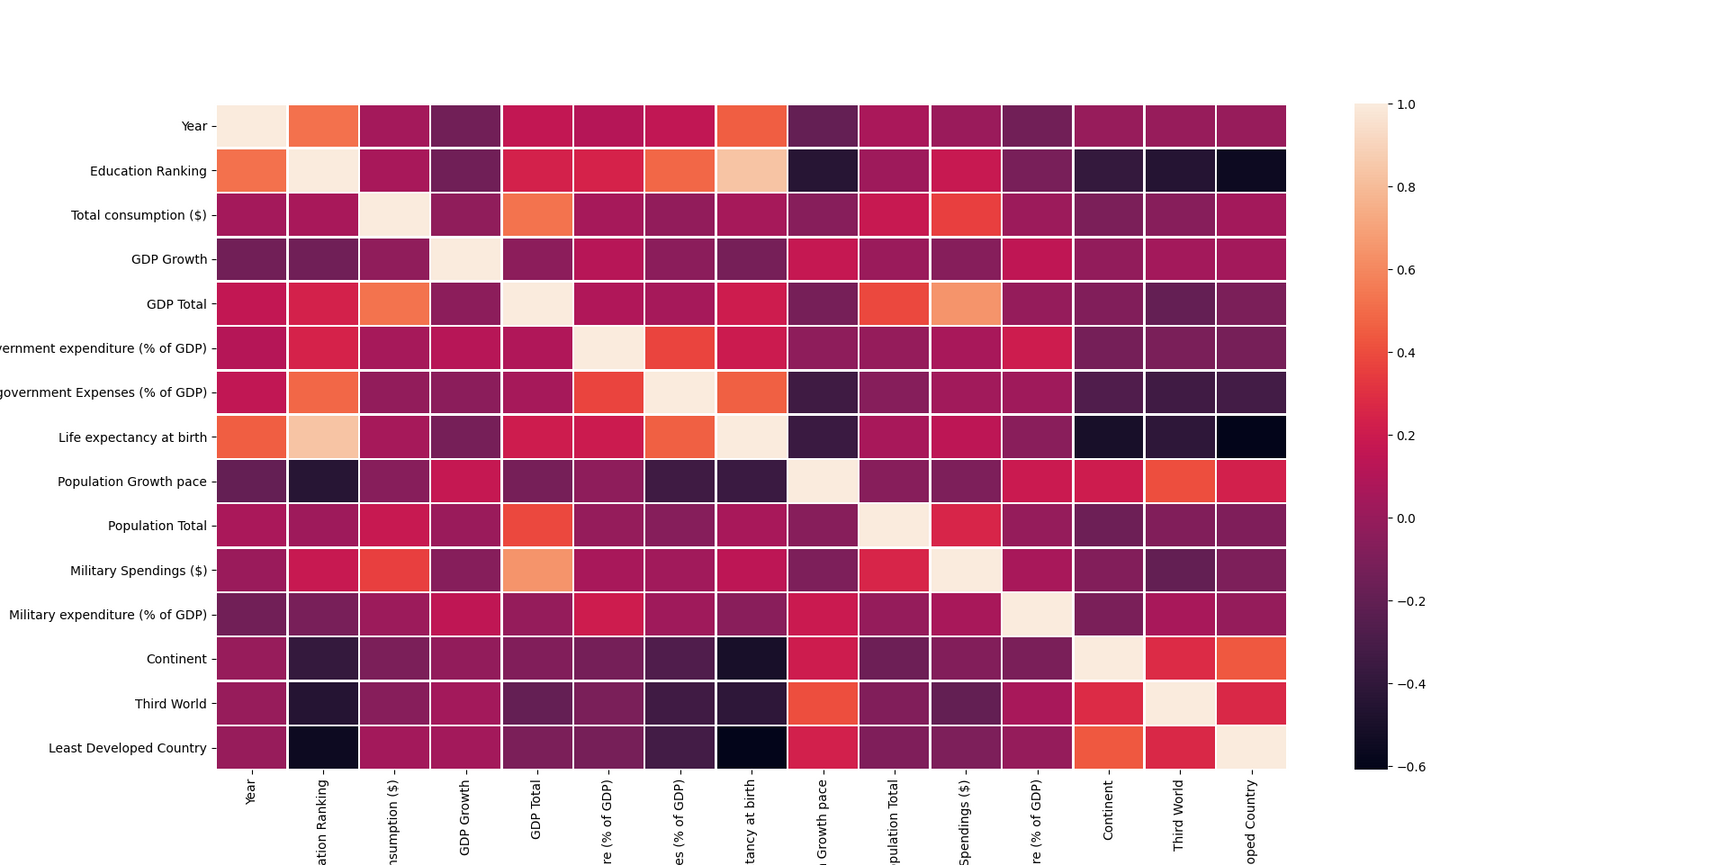 Year
Education Ranking
Total consumption ($)
GDP Growth
GDP Total
vernment expenditure (% of GDP)
government Expenses (% of GDP)
Life expectancy at birth
Population Growth pace
Population Total
Military Spendings ($)
Military expenditure (% of GDP)
Continent
Third World
Least Developed Country
1.0
0.8
0.6
0.4
0.2
0.0
−0.2
−0.4
−0.6
Year
ation Ranking
nsumption ($)
GDP Growth
GDP Total
re (% of GDP)
es (% of GDP)
tancy at birth
Growth pace
pulation Total
Spendings ($)
re (% of GDP)
Continent
Third World
oped Country